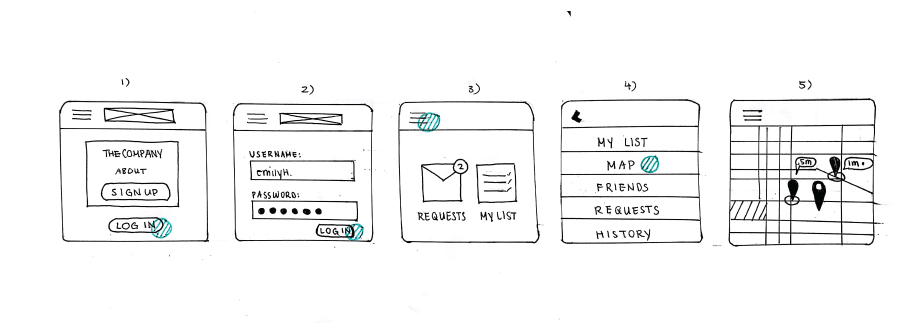 1)
THE COMPANY
ABOUT
SIGN UP
LOG IN
2)
USERNAME:
emilyH.
PASSWORD:
LOG IN
3)
2
REQUESTS
MY LIST
4)
MY LIST
MAP
FRIENDS
REQUESTS
HISTORY
5)
.5m
1m.